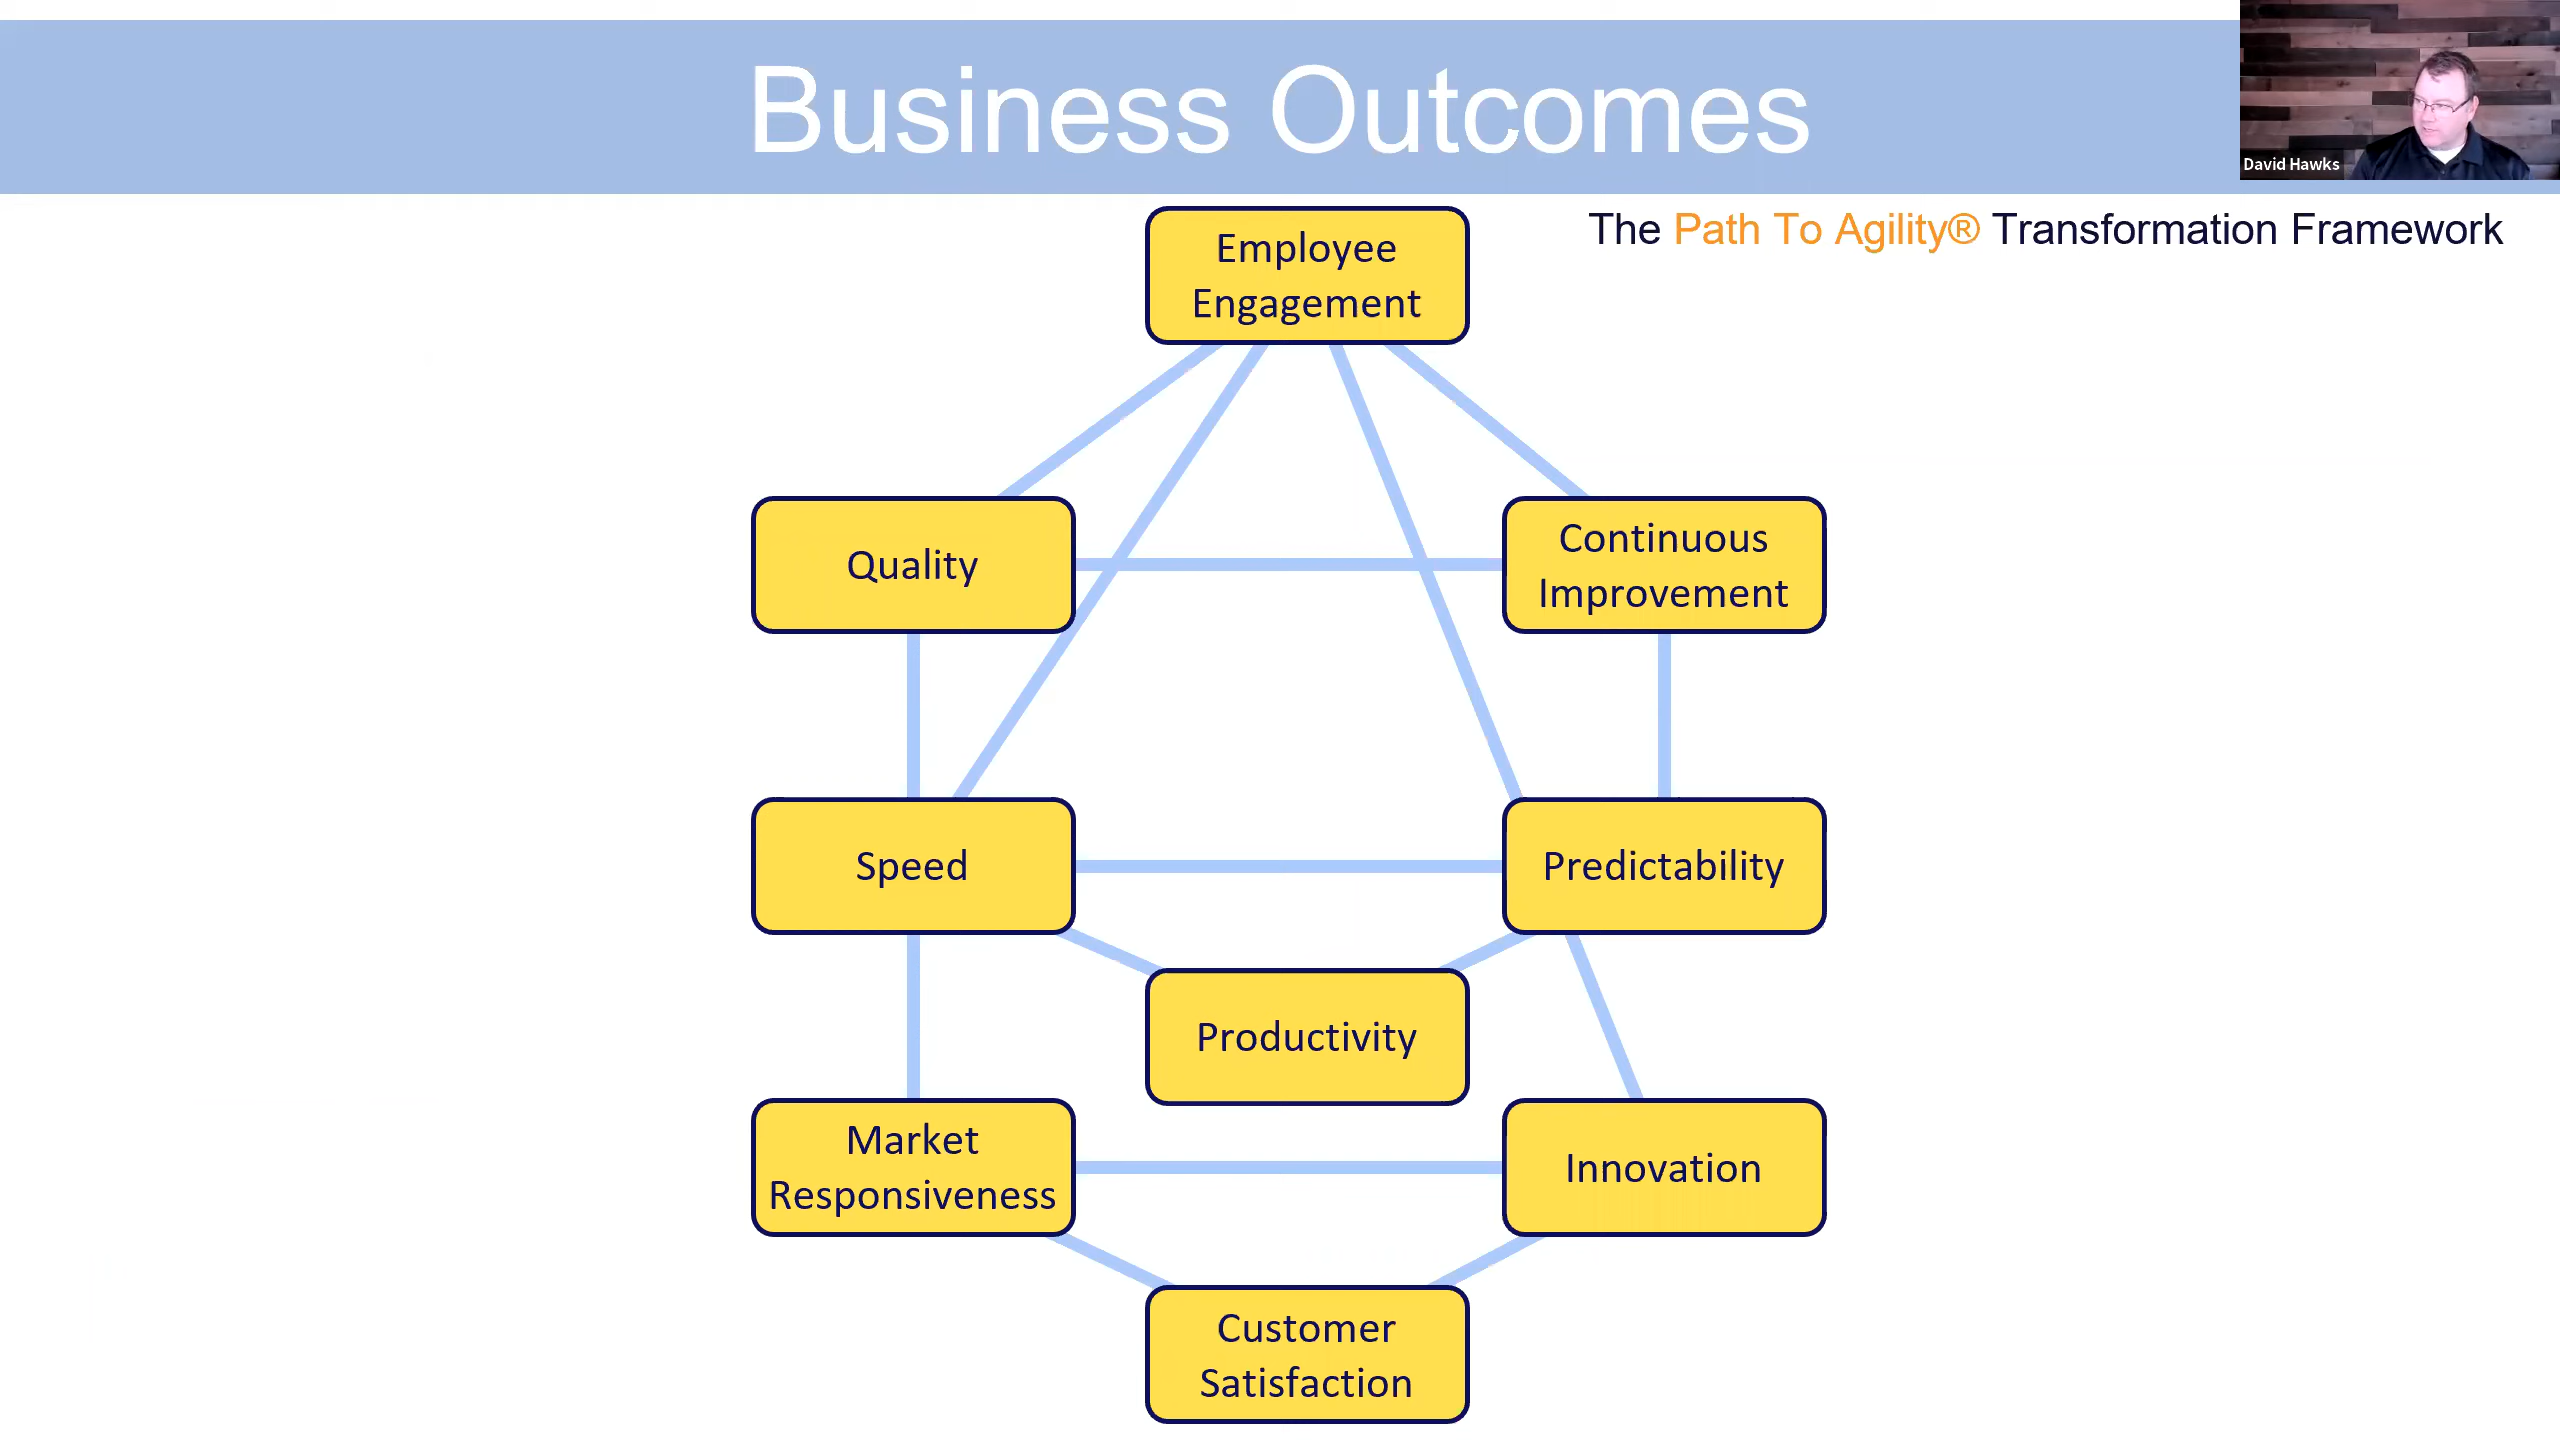 Business Outcomes
David Hawks
The Path To Agility® Transformation Framework
Employee
Engagement
Quality
Continuous
Improvement
Speed
Predictability
Productivity
Market
Responsiveness
Innovation
Customer
Satisfaction